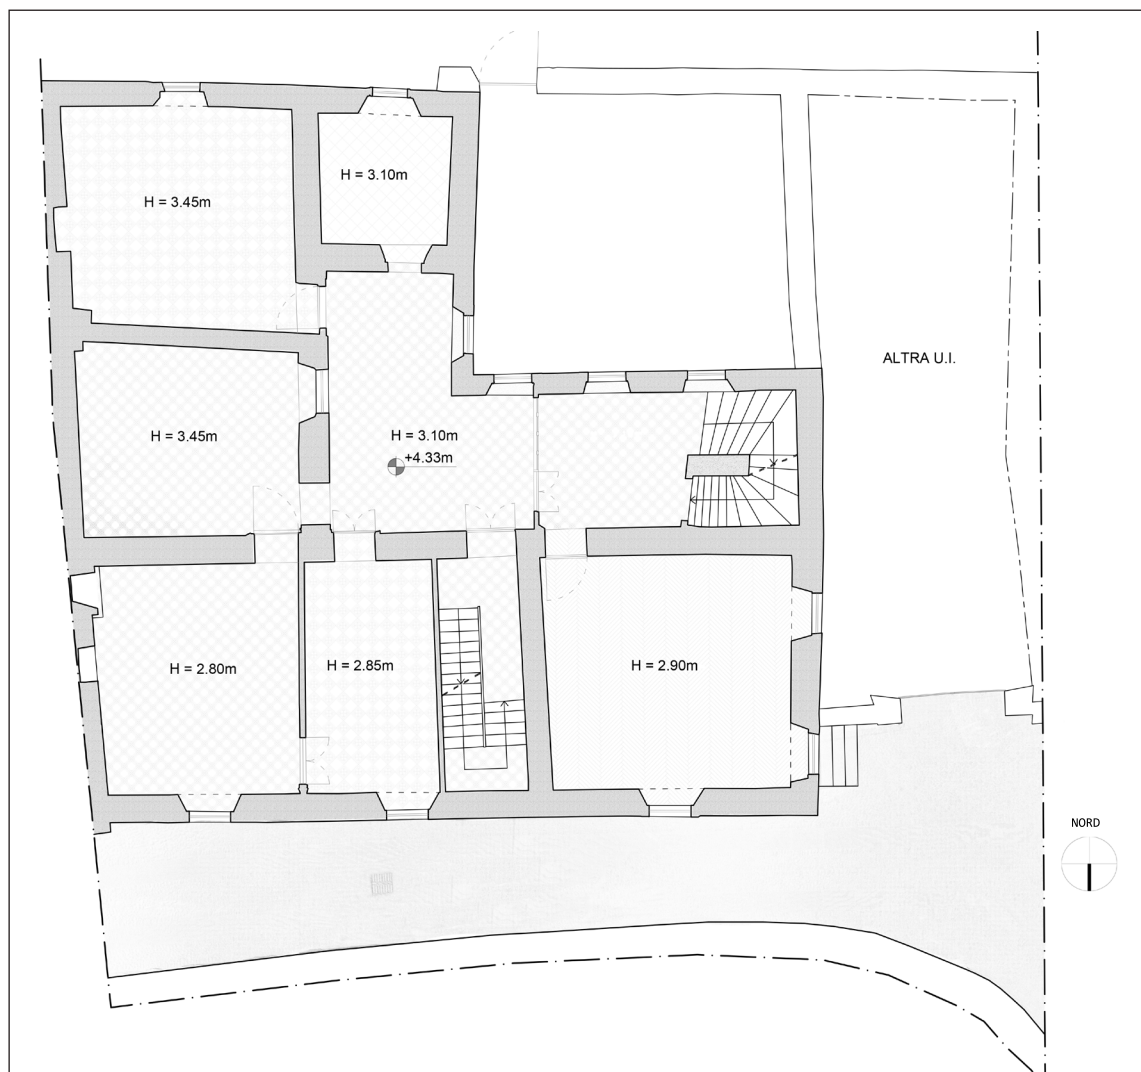 H = 3.10m
H = 3.45m
ALTRA U.I.
H = 3.45m
H = 3.10m
+4.33m
H = 2.80m
H = 2.85m
H = 2.90m
NORD